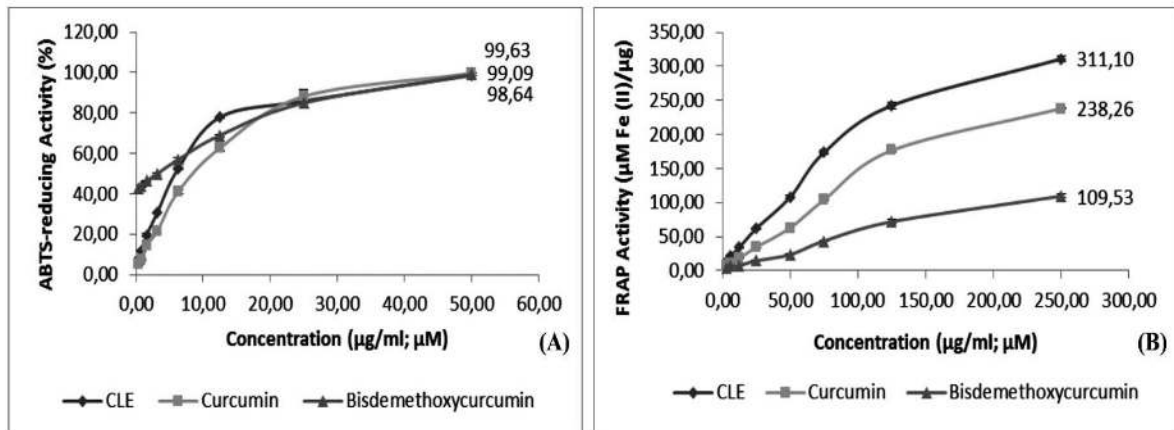 ABTS-reducing Activity (%)
120,00
100,00
80,00
60,00
40,00
20,00
0,00
99,63
99,09
98,64
0,00 10,00 20,00 30,00 40,00 50,00 60,00
Concentration (µg/ml; µM)
(A)
CLE Curcumin Bisdemethoxycurcumin
FRAP Activity (µM Fe (II)/µg)
350,00
300,00
250,00
200,00
150,00
100,00
50,00
0,00
311,10
238,26
109,53
0,00 50,00 100,00 150,00 200,00 250,00 300,00
Concentration (µg/ml; µM)
(B)
CLE Curcumin Bisdemethoxycurcumin